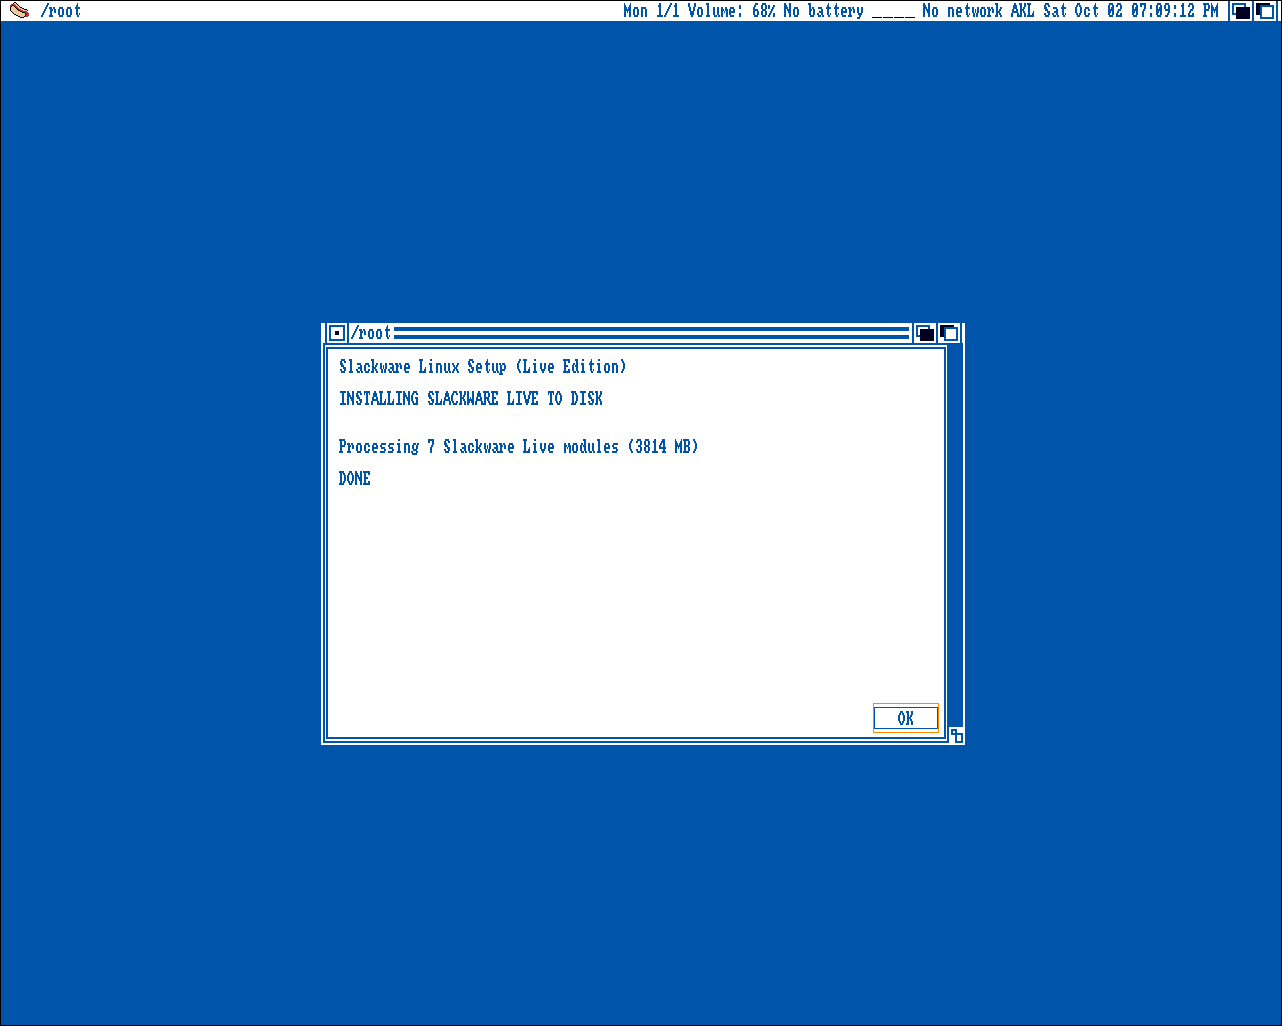 /root
Mon 1/1 Volume: 68% No battery ____ No network AKL Sat Oct 02 07:09:12 PM
/root
Slackware Linux Setup (Live Edition)
INSTALLING SLACKWARE LIVE TO DISK
Processing 7 Slackware Live modules (3814 MB)
DONE
OK